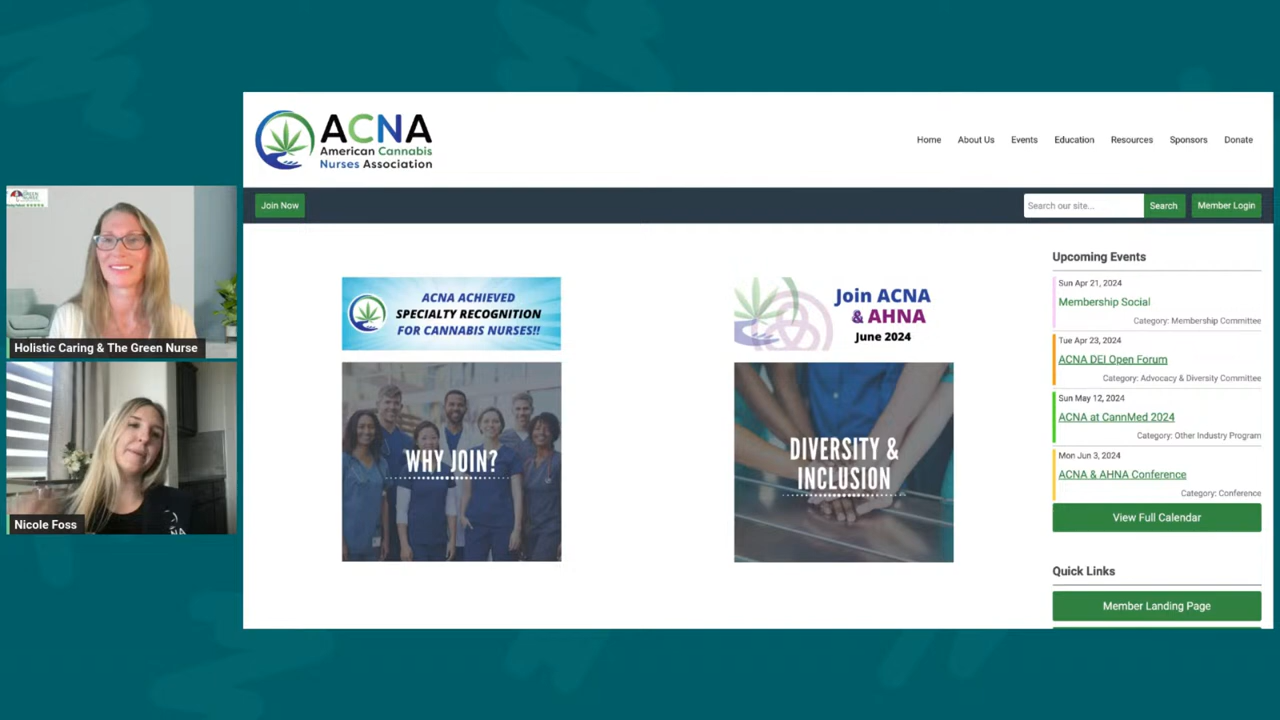 ACNA
American Cannabis
Nurses Association
Home
About Us
Events
Education
Resources
Sponsors
Donate
Join Now
Search our site...
Search
Member Login
GREEN NURSE
Holistic Caring & The Green Nurse
Nicole Foss
ACNA ACHIEVED
SPECIALTY RECOGNITION
FOR CANNABIS NURSES!!
WHY JOIN?
Join ACNA
& AHNA
June 2024
DIVERSITY &
INCLUSION
Upcoming Events
Sun Apr 21, 2024
Membership Social
Category: Membership Committee
Tue Apr 23, 2024
ACNA DEI Open Forum
Category: Advocacy & Diversity Committee
Sun May 12, 2024
ACNA at CannMed 2024
Category: Other Industry Program
Mon Jun 3, 2024
ACNA & AHNA Conference
Category: Conference
View Full Calendar
Quick Links
Member Landing Page